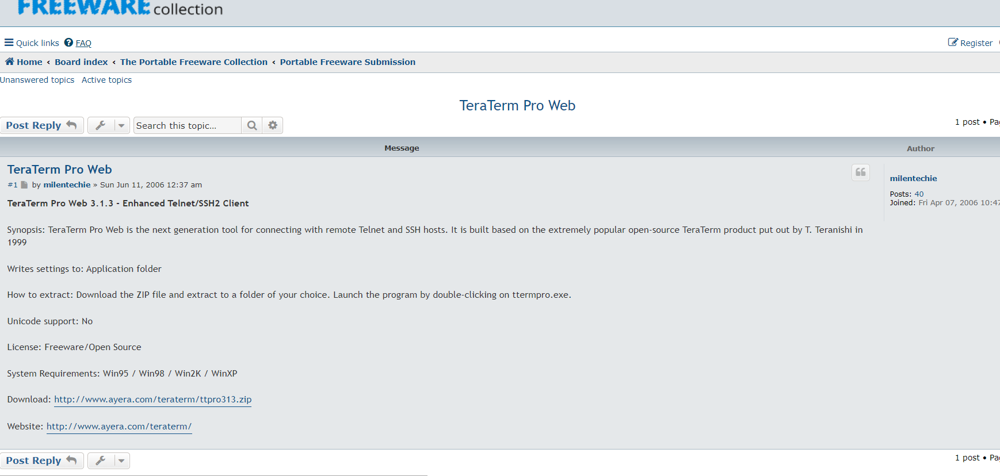 FREEWARE collection
Quick links FAQ
Register
Home ‹ Board index ‹ The Portable Freeware Collection ‹ Portable Freeware Submission
Unanswered topics Active topics
TeraTerm Pro Web
Post Reply Search this topic...
1 post •
Message Author
TeraTerm Pro Web
#1 by milentechie » Sun Jun 11, 2006 12:37 am
milentechie
Posts: 40
Joined: Fri Apr 07, 2006 10:47
TeraTerm Pro Web 3.1.3 - Enhanced Telnet/SSH2 Client
Synopsis: TeraTerm Pro Web is the next generation tool for connecting with remote Telnet and SSH hosts. It is built based on the extremely popular open-source TeraTerm product put out by T. Teranishi in
1999
Writes settings to: Application folder
How to extract: Download the ZIP file and extract to a folder of your choice. Launch the program by double-clicking on ttermpro.exe.
Unicode support: No
License: Freeware/Open Source
System Requirements: Win95 / Win98 / Win2K / WinXP
Download: http://www.ayera.com/teraterm/ttpro313.zip
Website: http://www.ayera.com/teraterm/
Post Reply
1 post •